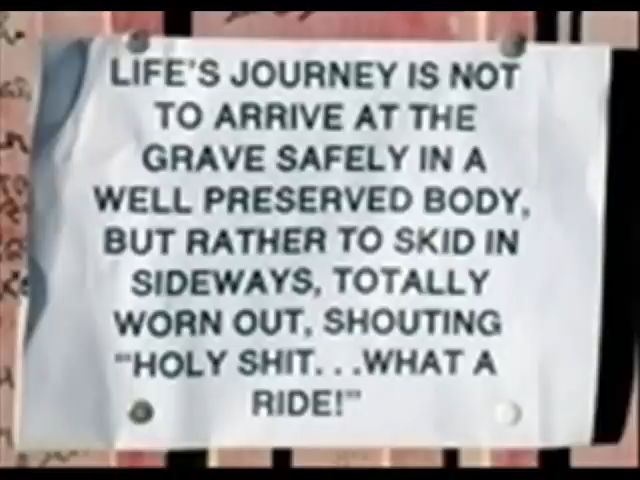 LIFE'S JOURNEY IS NOT
TO ARRIVE AT THE
GRAVE SAFELY IN A
WELL PRESERVED BODY,
BUT RATHER TO SKID IN
SIDEWAYS, TOTALLY
WORN OUT, SHOUTING
"HOLY SHIT...WHAT A
RIDE!"